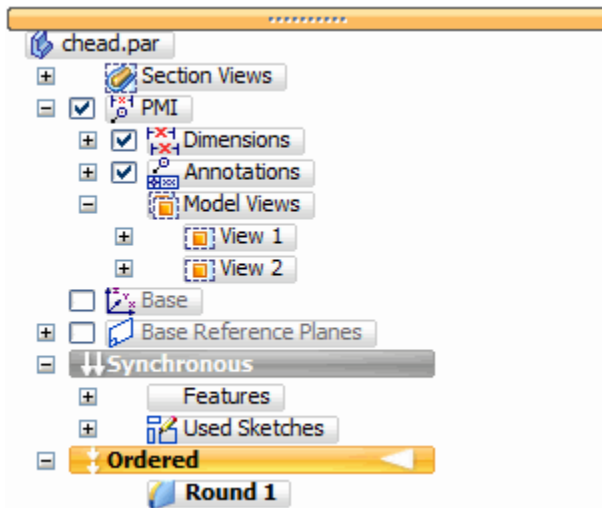 chead.par
Section Views
PMI
Dimensions
Annotations
Model Views
View 1
View 2
Base
Base Reference Planes
Synchronous
Features
Used Sketches
Ordered
Round 1